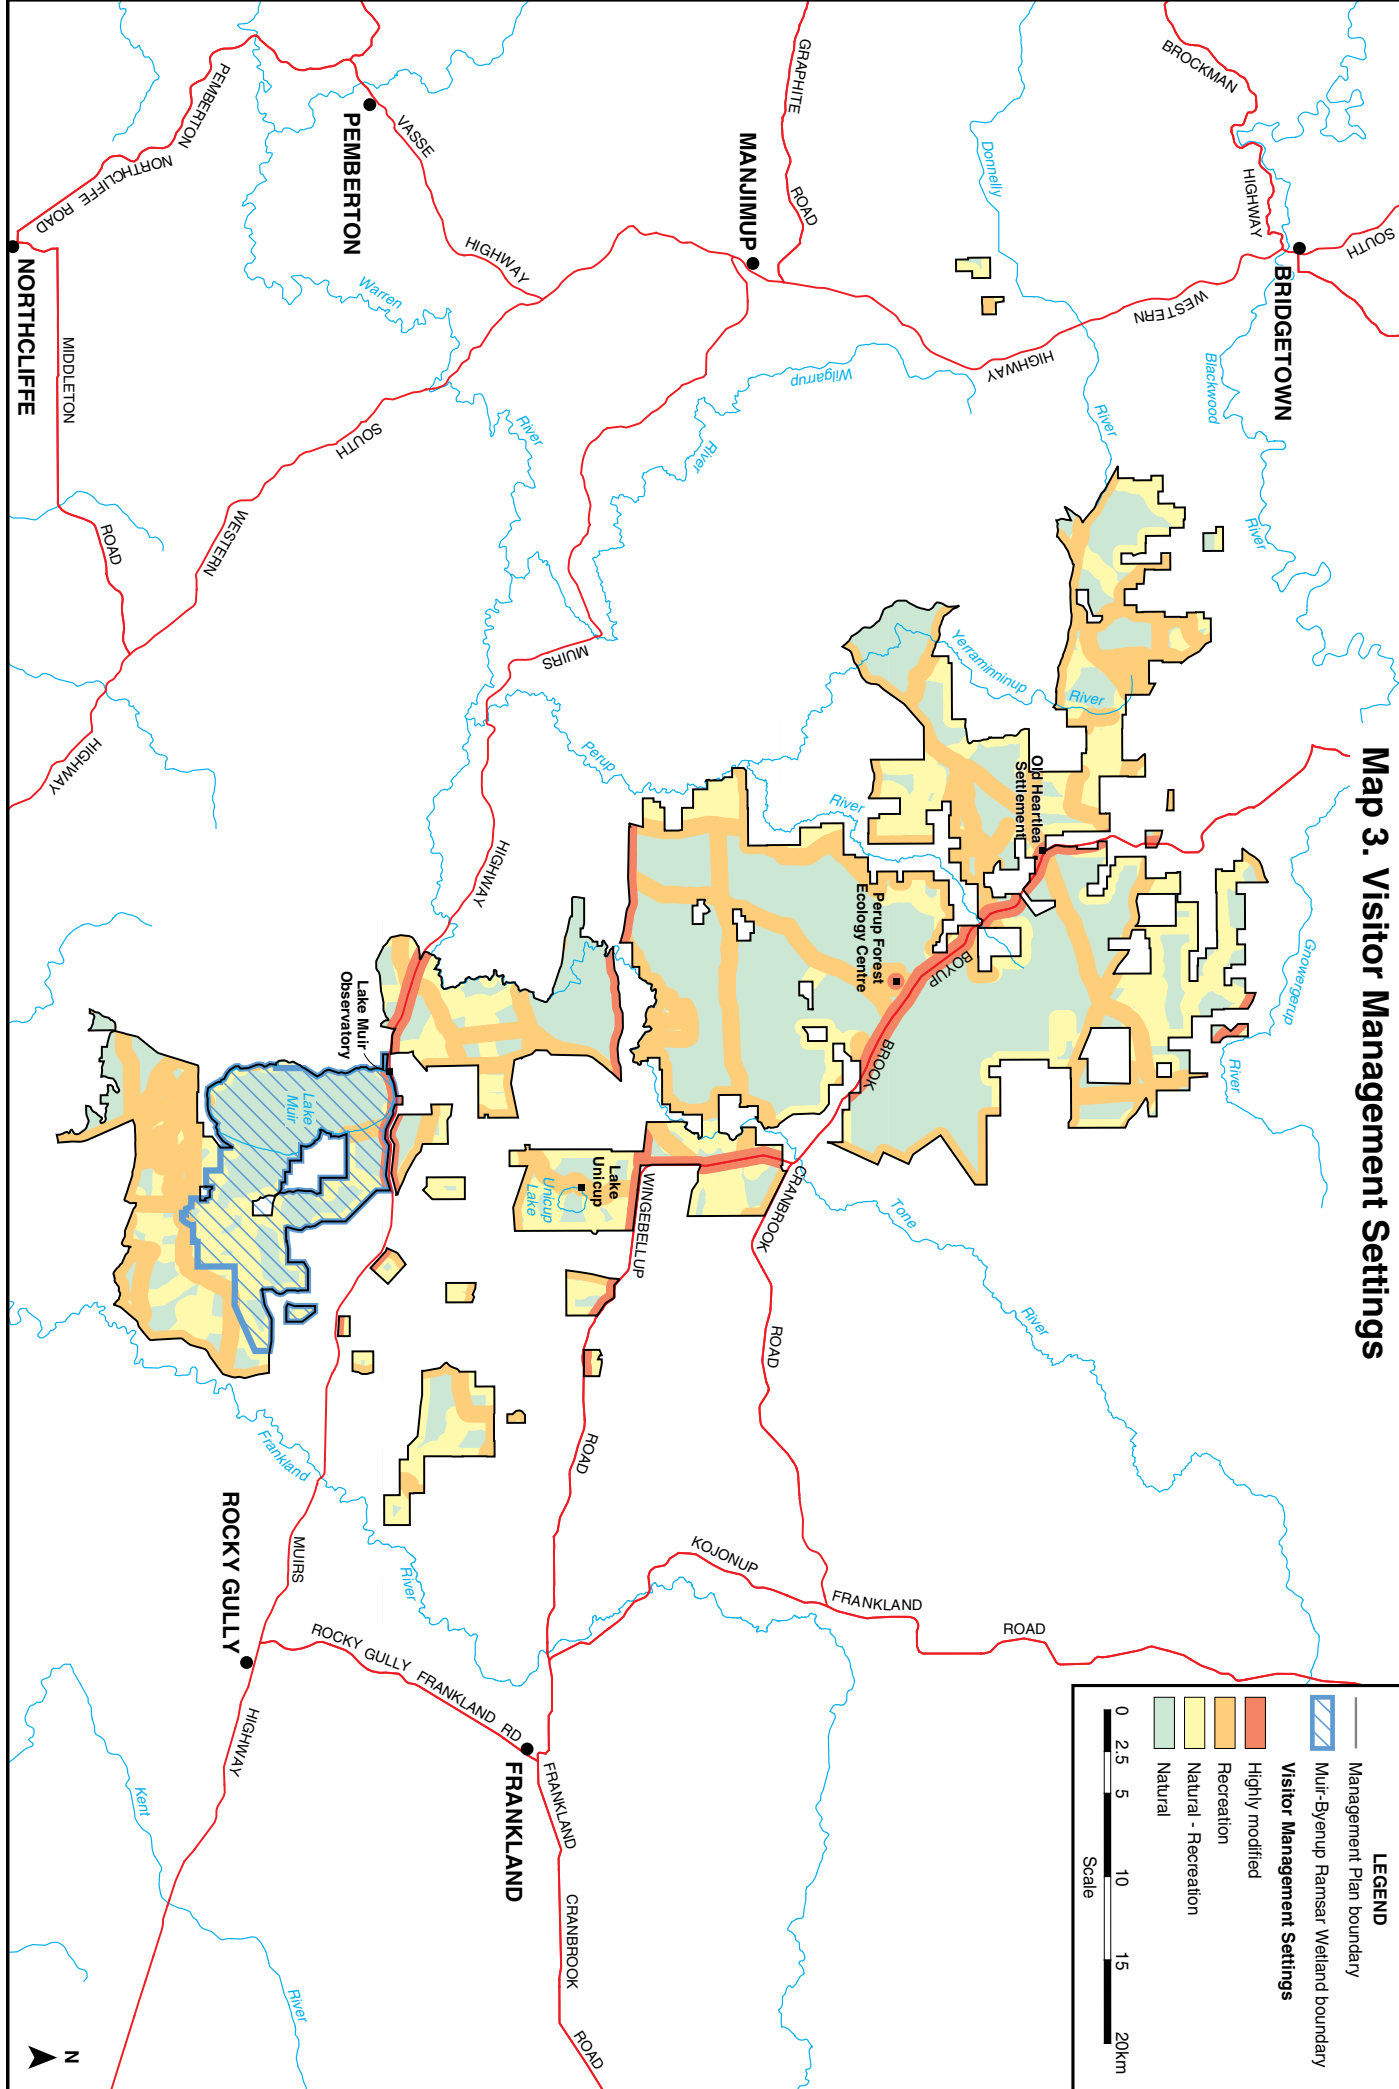 Map 3. Visitor Management Settings
BROCKMAN
HIGHWAY
SOUTH
BRIDGETOWN
WESTERN
HIGHWAY
Blackwood
River
GRAPHITE
ROAD
MANJIMUP
Donnelly
River
Wilgarrup
River
PEMBERTON
VASSE
HIGHWAY
PEMBERTON
NORTHCLIFFE
ROAD
NORTHCLIFFE
MIDDLETON
ROAD
Warren
River
SOUTH
WESTERN
HIGHWAY
MUIRS
HIGHWAY
Yerraminninup
River
Perup
River
Old Heartlea
Settlement
Perup Forest
Ecology Centre
BOYUP
BROOK
CRANBROOK
ROAD
Gnowergerup
River
Tone
River
Lake Muir
Observatory
Lake
Muir
Lake
Unicup
Unicup
Lake
WINGEBELLUP
ROAD
Frankland
River
ROCKY GULLY
MUIRS
HIGHWAY
ROCKY GULLY FRANKLAND RD
KOJONUP
FRANKLAND
ROAD
FRANKLAND
FRANKLAND
CRANBROOK
ROAD
Kent
River
N
LEGEND
Management Plan boundary
Muir-Byenup Ramsar Wetland boundary
Visitor Management Settings
Highly modified
Recreation
Natural - Recreation
Natural
0 2.5 5 10 15 20km
Scale